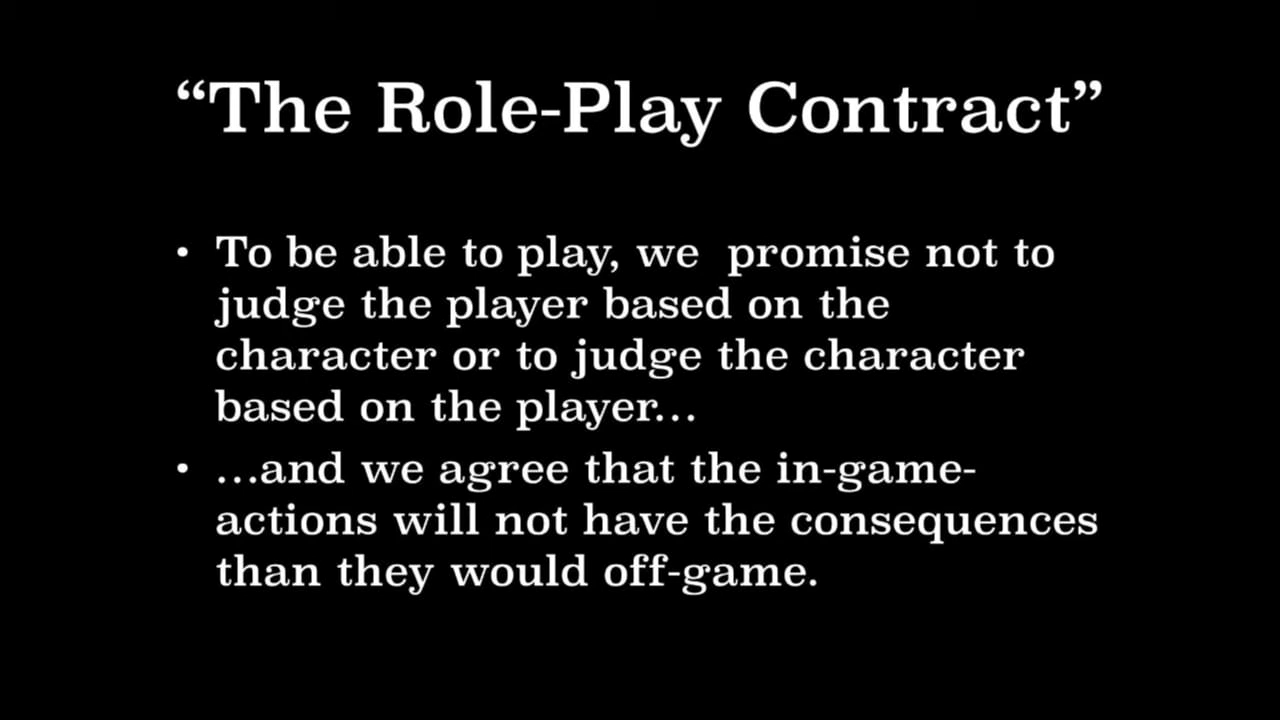 “The Role-Play Contract”
• To be able to play, we  promise not to
judge the player based on the
character or to judge the character
based on the player…
• …and we agree that the in-game-
actions will not have the consequences
than they would off-game.